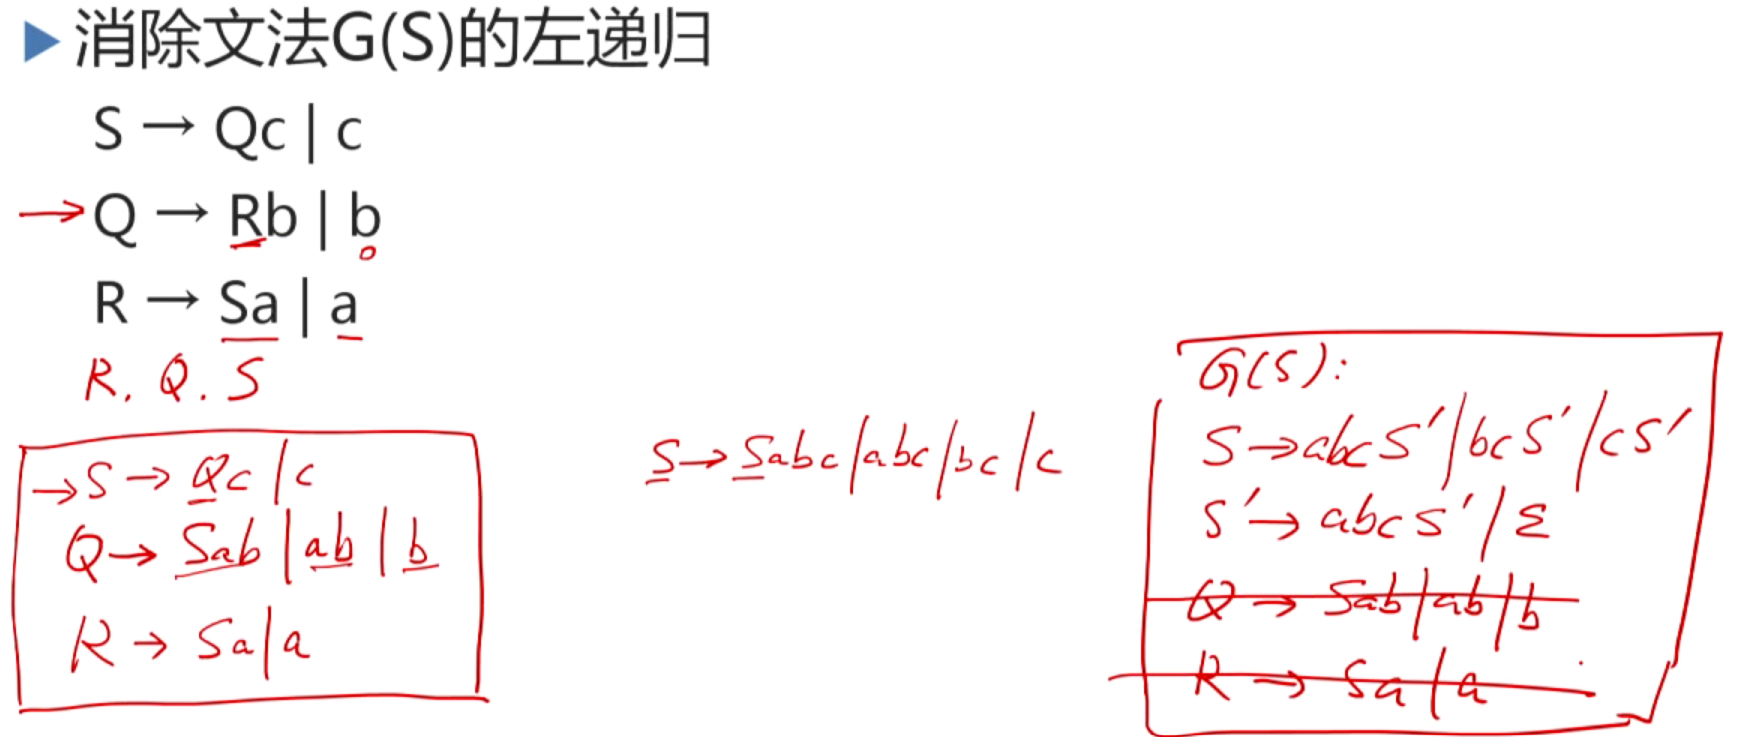 消除文法G(S)的左递归
S → Qc | c
Q → Rb | b
R → Sa | a
R. Q. S
S → Qc | c
Q → Sab | ab | b
R → Sa | a
S → Sabc | abc | bc | c
G(S):
S → abcS' | bcS' | cS'
S' → abcS' | ε
Q → Sab | ab | b
R → Sa | a